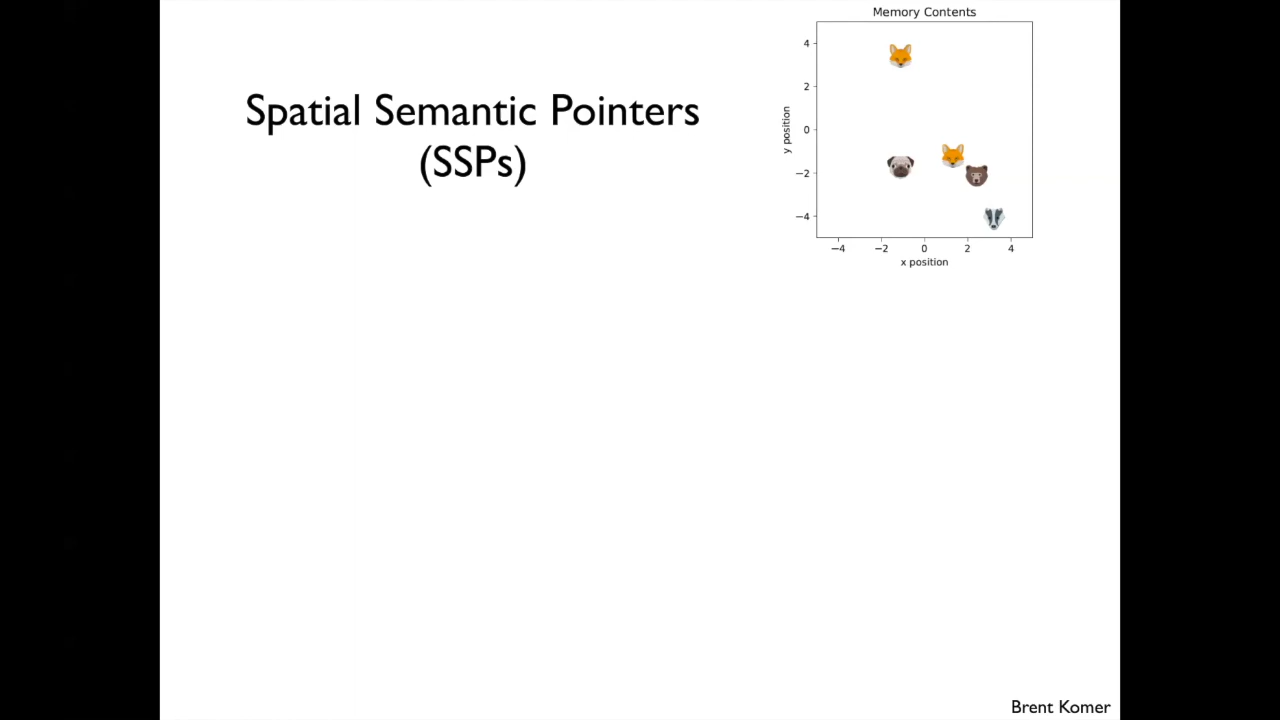 Memory Contents
Spatial Semantic Pointers
(SSPs)
4
2
0
−2
−4
y position
−4 −2 0 2 4
x position
Brent Komer